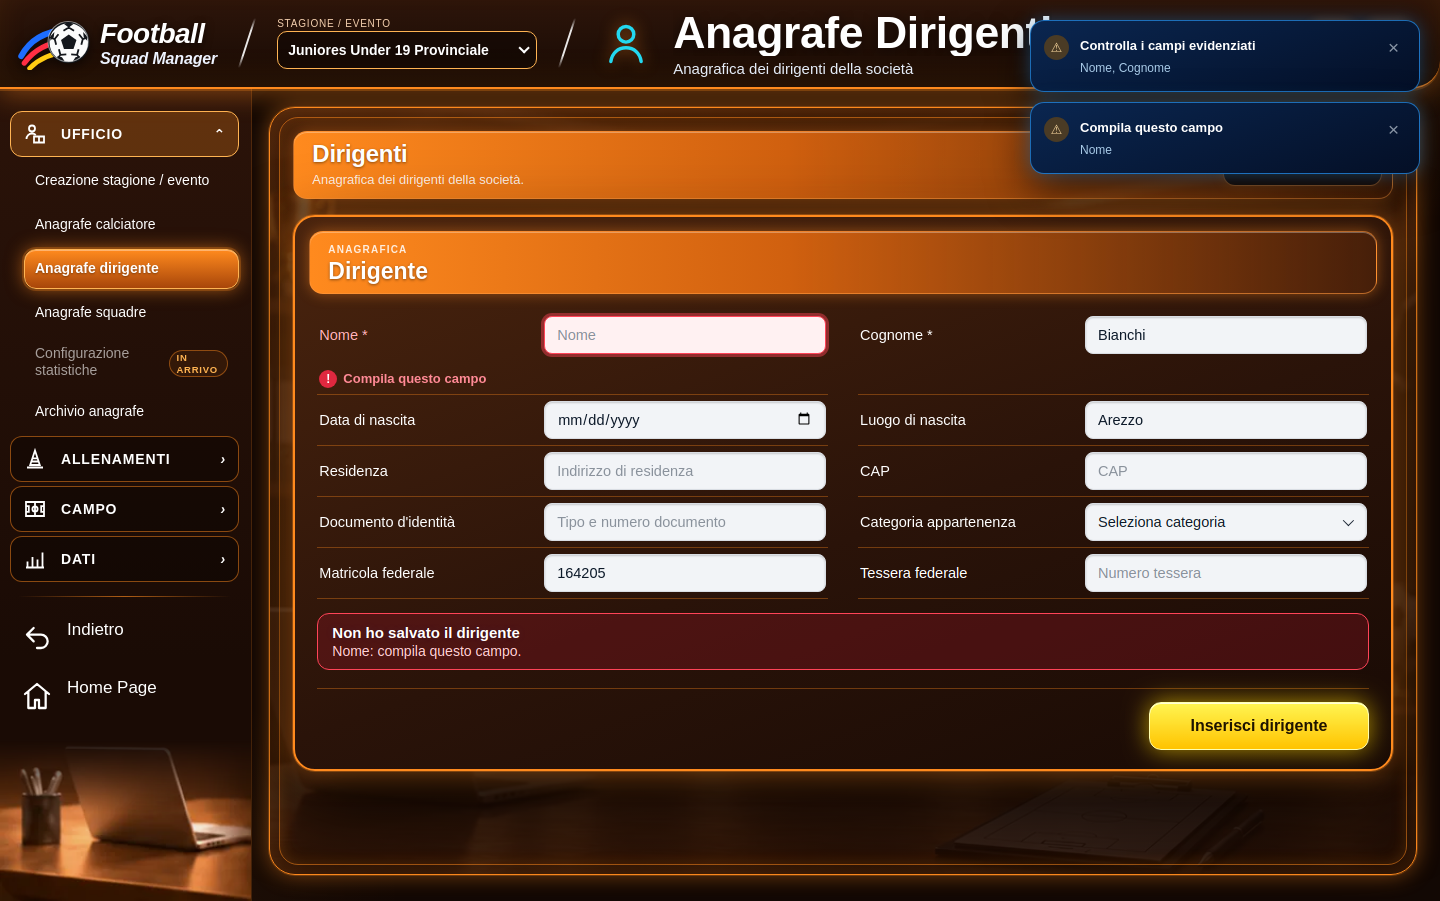 Football
Squad Manager
STAGIONE / EVENTO
Juniores Under 19 Provinciale
Anagrafe Dirigenti
Anagrafica dei dirigenti della società
Controlla i campi evidenziati
Nome, Cognome
Compila questo campo
Nome
UFFICIO
Creazione stagione / evento
Anagrafe calciatore
Anagrafe dirigente
Anagrafe squadre
Configurazione statistiche
IN ARRIVO
Archivio anagrafe
ALLENAMENTI
CAMPO
DATI
Indietro
Home Page
Dirigenti
Anagrafica dei dirigenti della società.
ANAGRAFICA
Dirigente
Nome *
Nome
Cognome *
Bianchi
! Compila questo campo
Data di nascita
mm/dd/yyyy
Luogo di nascita
Arezzo
Residenza
Indirizzo di residenza
CAP
CAP
Documento d'identità
Tipo e numero documento
Categoria appartenenza
Seleziona categoria
Matricola federale
164205
Tessera federale
Numero tessera
Non ho salvato il dirigente
Nome: compila questo campo.
Inserisci dirigente